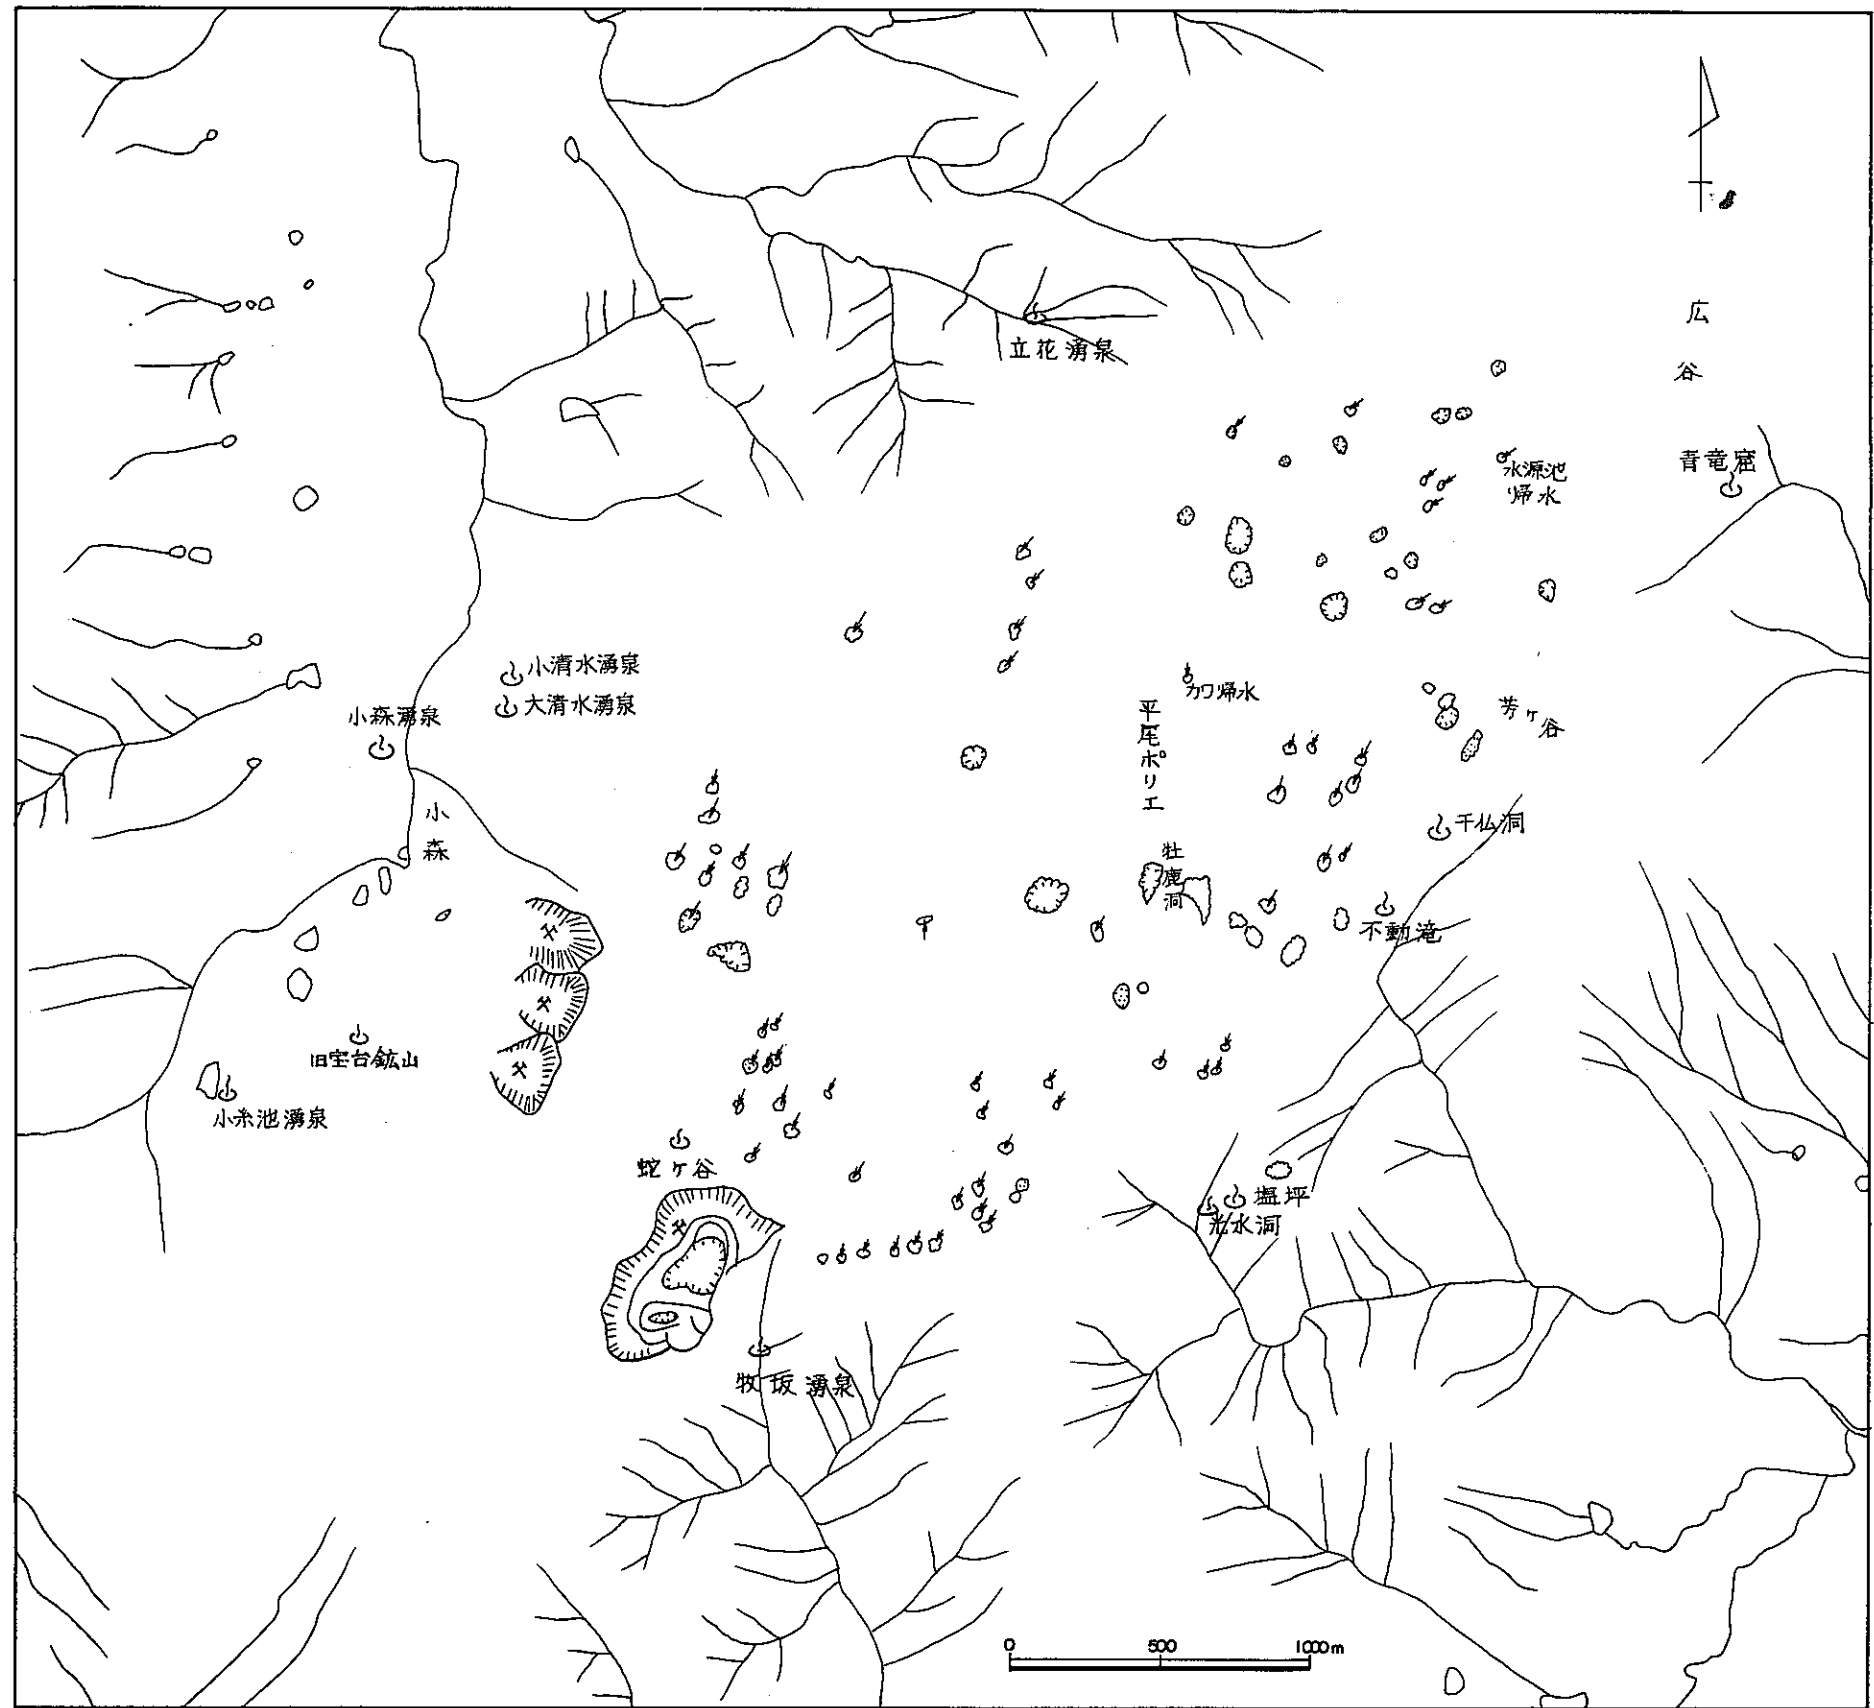 立花湧泉
広谷
青竜窟
水源池
帰水
小清水湧泉
大清水湧泉
小森湧泉
カワ帰水
平尾ポリエ
芳ヶ谷
小森
千仏洞
牡鹿洞
不動滝
旧宝台鉱山
小糸池湧泉
蛇ヶ谷
塩坪
光水洞
牧坂湧泉
0 500 1000m